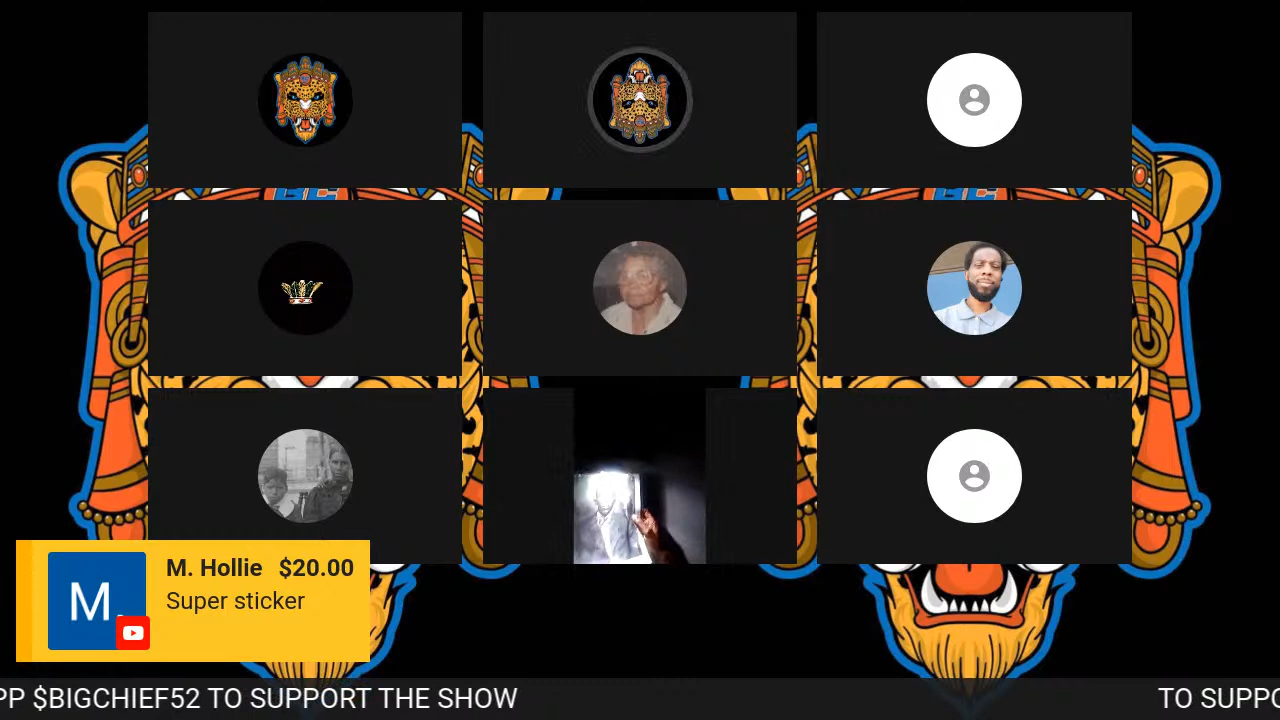 M. Hollie $20.00
Super sticker
M.
PP $BIGCHIEF52 TO SUPPORT THE SHOW
TO SUPPO